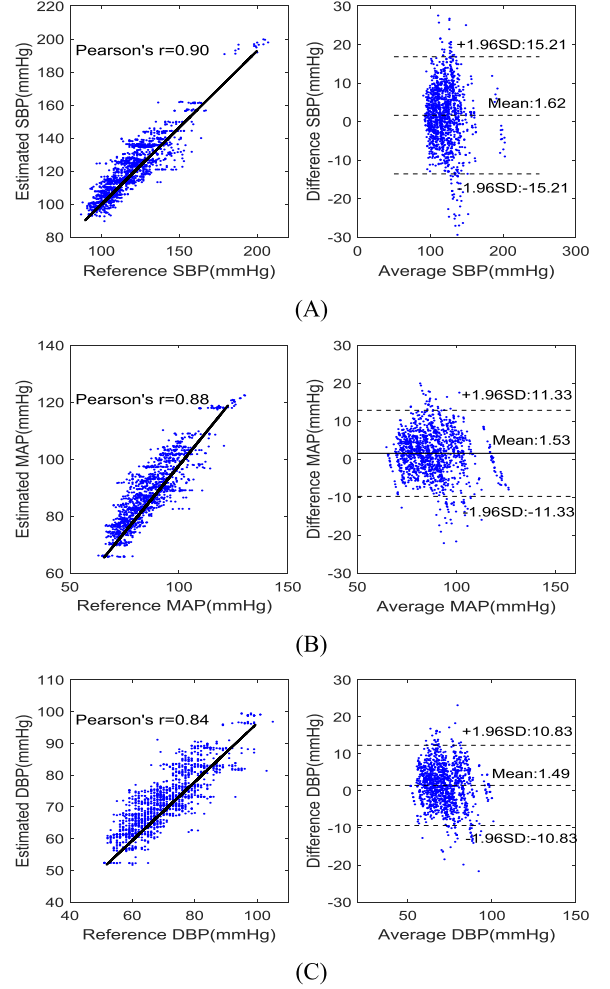 220
200
180
160
140
120
100
80
Estimated SBP(mmHg)
Pearson's r=0.90
100
150
200
Reference SBP(mmHg)
30
20
10
0
-10
-20
-30
Difference SBP(mmHg)
+1.96SD:15.21
Mean:1.62
-1.96SD:-15.21
0
100
200
300
Average SBP(mmHg)
(A)
140
120
100
80
60
Estimated MAP(mmHg)
Pearson's r=0.88
50
100
150
Reference MAP(mmHg)
30
20
10
0
-10
-20
-30
Difference MAP(mmHg)
+1.96SD:11.33
Mean:1.53
-1.96SD:-11.33
50
100
150
Average MAP(mmHg)
(B)
110
100
90
80
70
60
50
40
Estimated DBP(mmHg)
Pearson's r=0.84
40
60
80
100
Reference DBP(mmHg)
30
20
10
0
-10
-20
-30
Difference DBP(mmHg)
+1.96SD:10.83
Mean:1.49
-1.96SD:-10.83
50
100
150
Average DBP(mmHg)
(C)